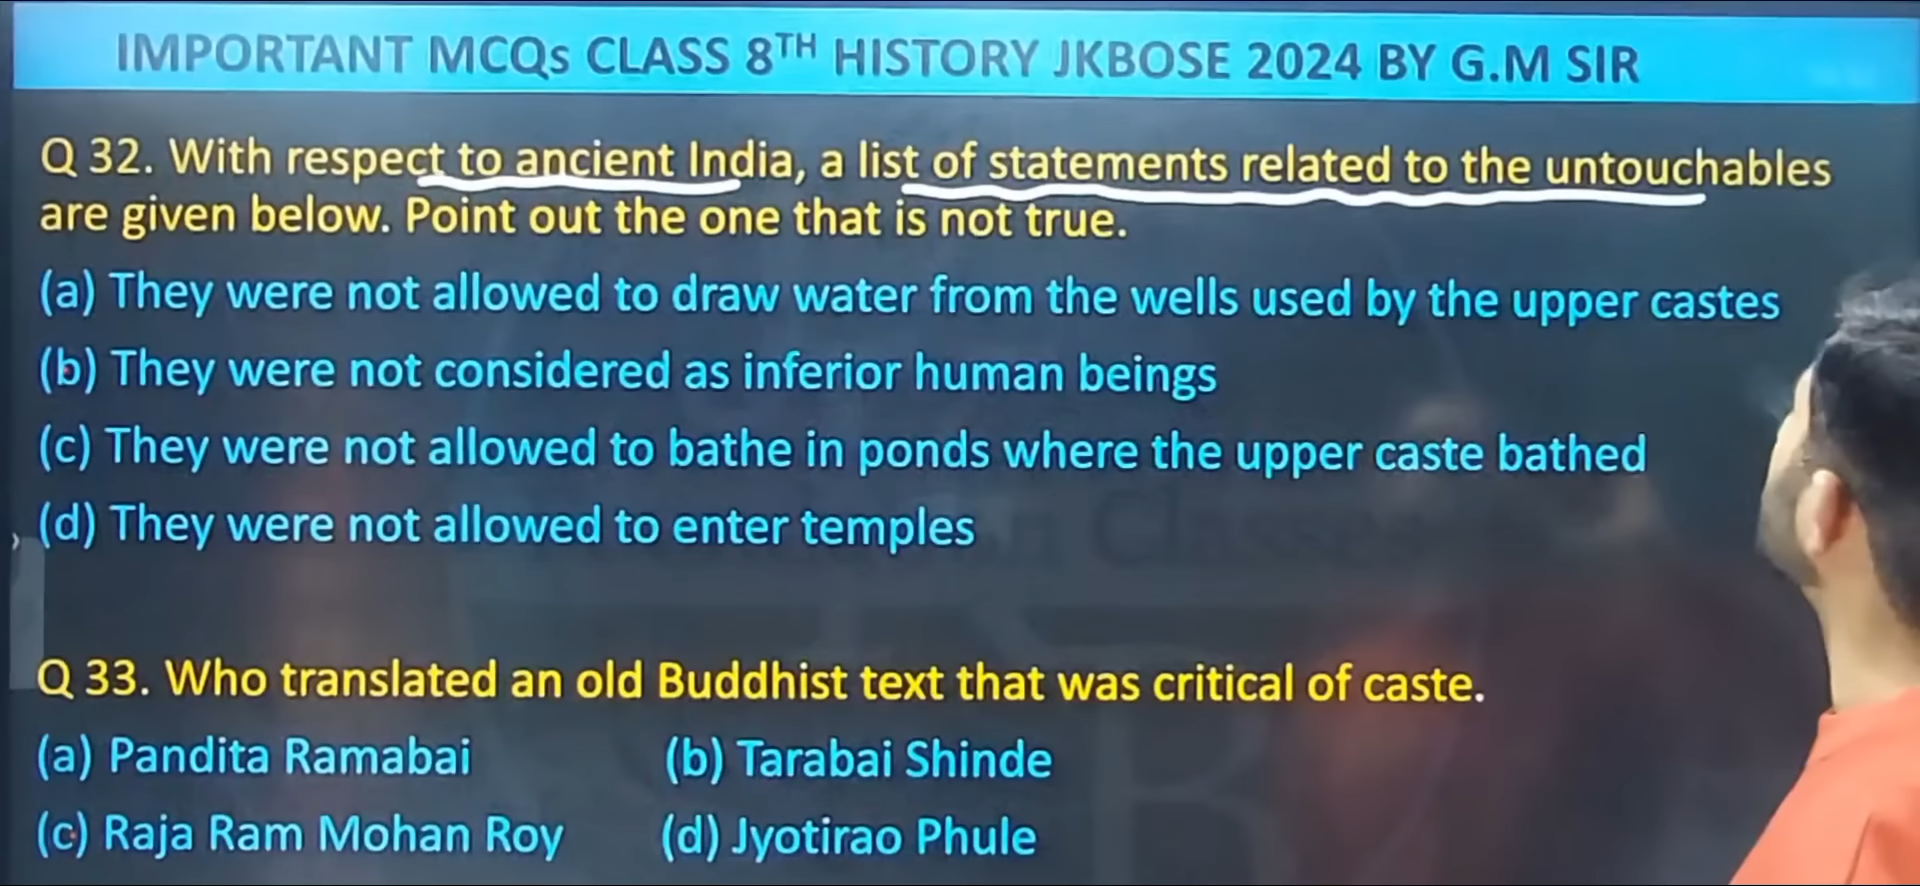 IMPORTANT MCQs CLASS 8TH HISTORY JKBOSE 2024 BY G.M SIR
Q 32. With respect to ancient India, a list of statements related to the untouchables
are given below. Point out the one that is not true.
(a) They were not allowed to draw water from the wells used by the upper castes
(b) They were not considered as inferior human beings
(c) They were not allowed to bathe in ponds where the upper caste bathed
(d) They were not allowed to enter temples
Classes
Q 33. Who translated an old Buddhist text that was critical of caste.
(a) Pandita Ramabai (b) Tarabai Shinde
(c) Raja Ram Mohan Roy (d) Jyotirao Phule